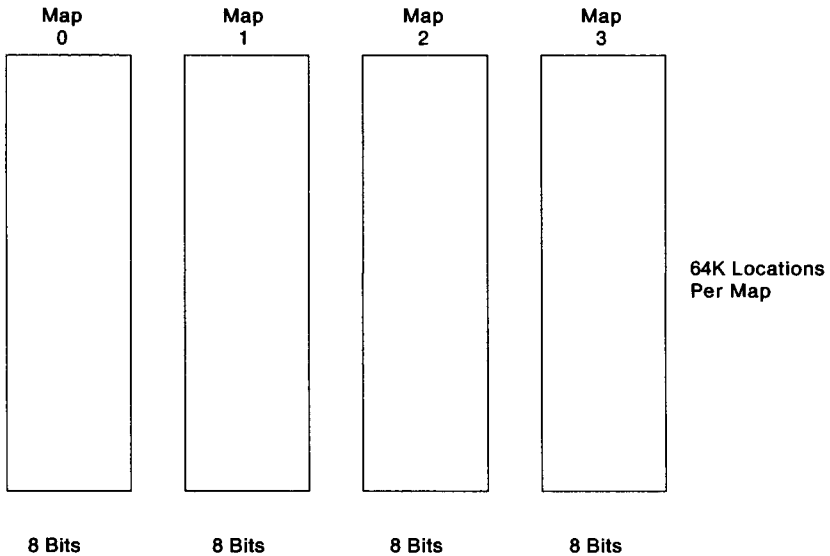 Map Map Map Map
0 1 2 3
64K Locations
Per Map
8 Bits 8 Bits 8 Bits 8 Bits